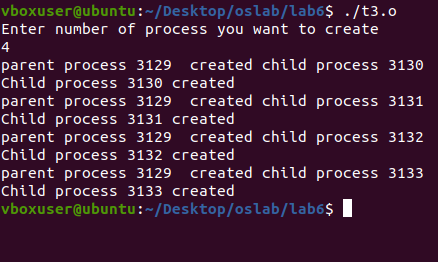 vboxuser@ubuntu:~/Desktop/oslab/lab6$ ./t3.o
Enter number of process you want to create
4
parent process 3129  created child process 3130
Child process 3130 created
parent process 3129  created child process 3131
Child process 3131 created
parent process 3129  created child process 3132
Child process 3132 created
parent process 3129  created child process 3133
Child process 3133 created
vboxuser@ubuntu:~/Desktop/oslab/lab6$